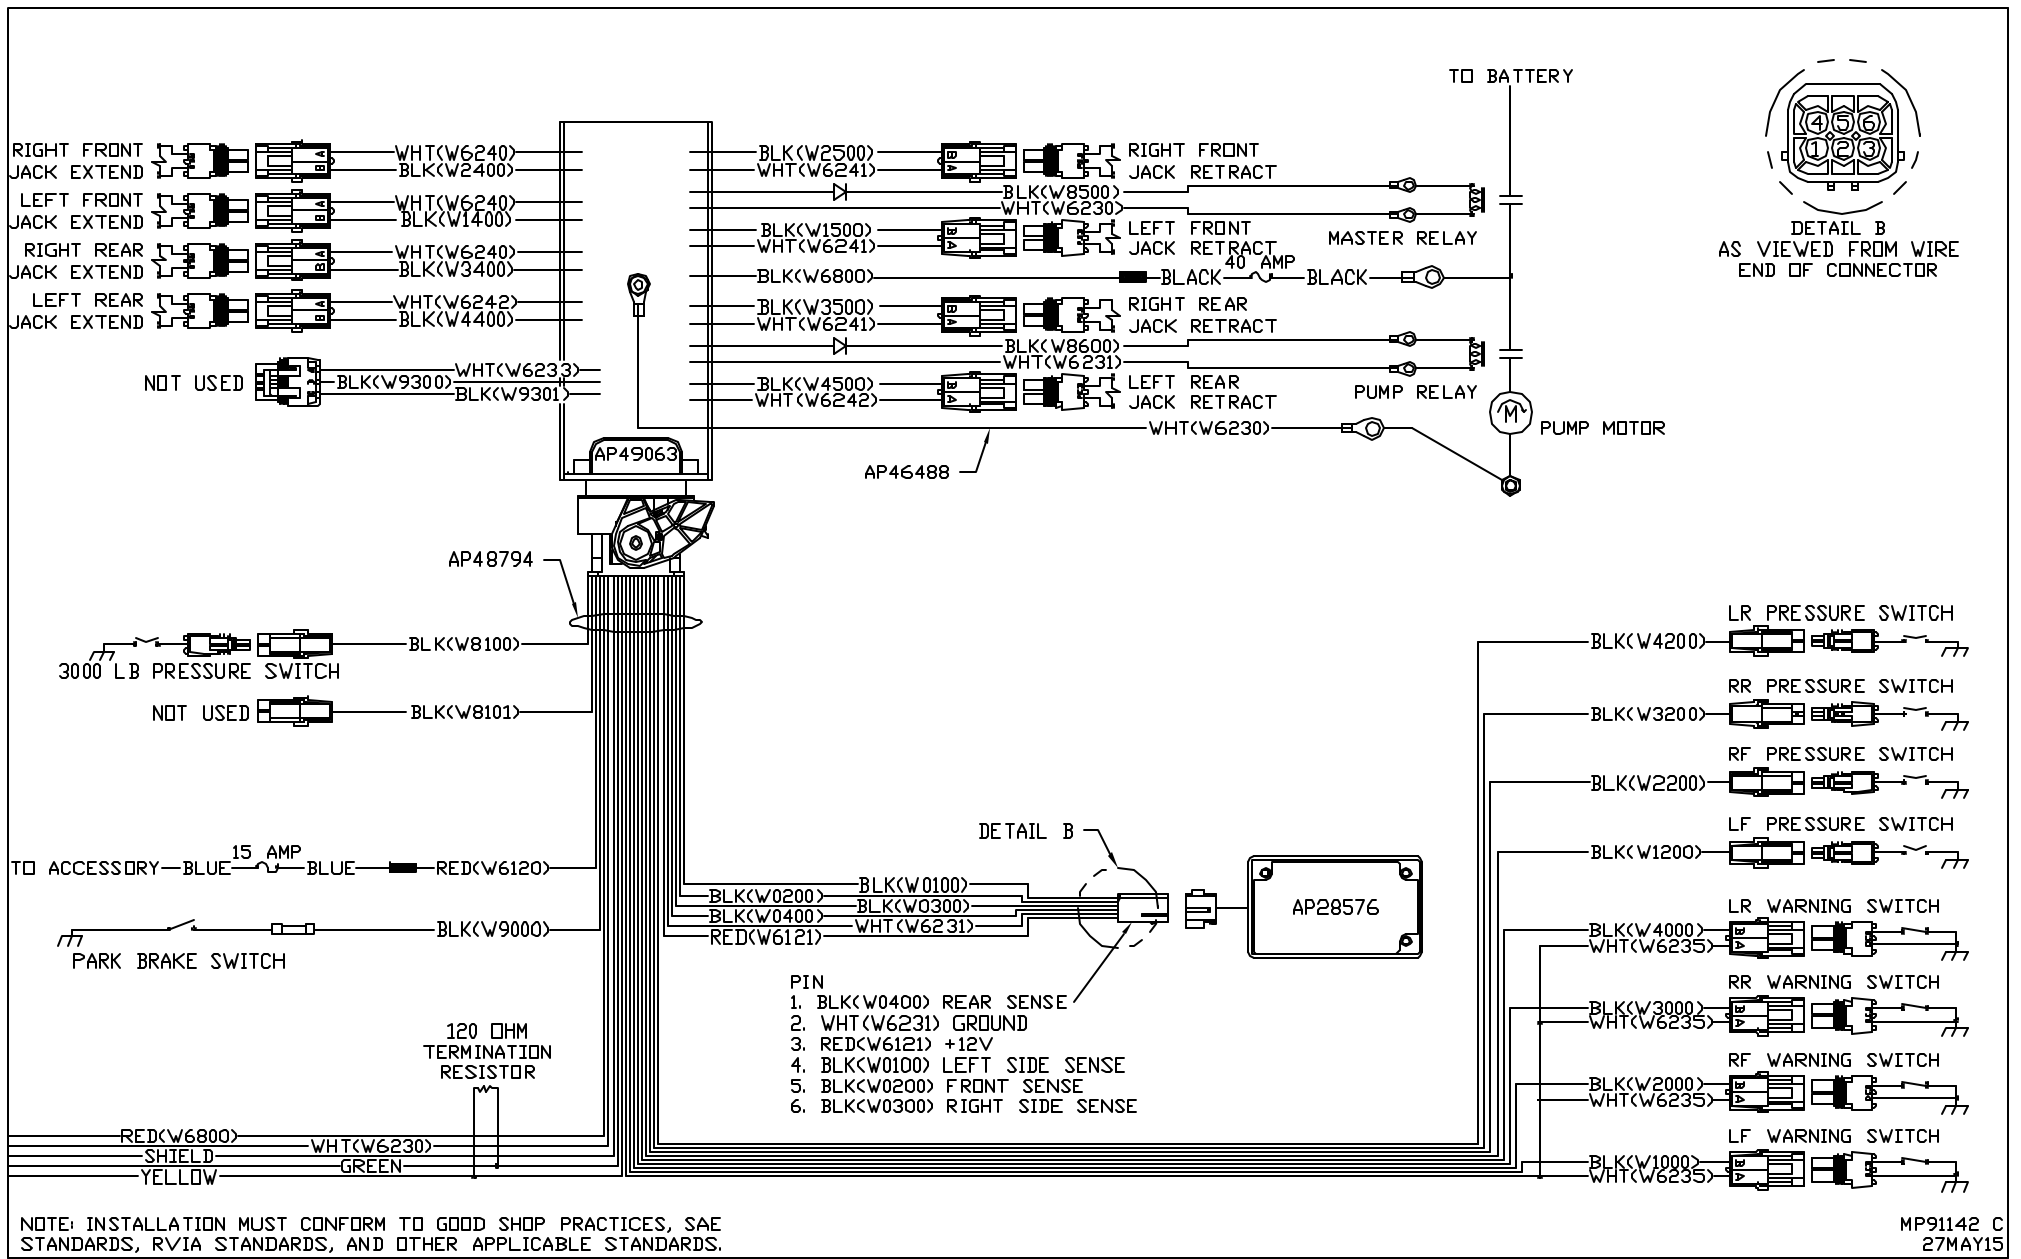 TO BATTERY
RIGHT FRONT
JACK EXTEND
WHT(W6240)
BLK(W2400)
LEFT FRONT
JACK EXTEND
WHT(W6240)
BLK(W1400)
RIGHT REAR
JACK EXTEND
WHT(W6240)
BLK(W3400)
LEFT REAR
JACK EXTEND
WHT(W6242)
BLK(W4400)
NOT USED
WHT(W6233)
BLK(W9300)
BLK(W9301)
A
B
A
B
A
B
A
B
BLK(W2500)
WHT(W6241)
B
A
RIGHT FRONT
JACK RETRACT
BLK(W8500)
WHT(W6230)
MASTER RELAY
BLK(W1500)
WHT(W6241)
B
A
LEFT FRONT
JACK RETRACT
BLK(W6800)
BLACK
40 AMP
BLACK
BLK(W3500)
WHT(W6241)
B
A
RIGHT REAR
JACK RETRACT
BLK(W8600)
WHT(W6231)
PUMP RELAY
BLK(W4500)
WHT(W6242)
B
A
LEFT REAR
JACK RETRACT
M
PUMP MOTOR
WHT(W6230)
AP46488
4 5 6
1 2 3
DETAIL B
AS VIEWED FROM WIRE
END OF CONNECTOR
AP49063
AP48794
BLK(W8100)
3000 LB PRESSURE SWITCH
NOT USED
BLK(W8101)
TO ACCESSORY
BLUE
15 AMP
BLUE
RED(W6120)
BLK(W9000)
PARK BRAKE SWITCH
DETAIL B
BLK(W0100)
BLK(W0200)
BLK(W0300)
BLK(W0400)
WHT(W6231)
RED(W6121)
AP28576
PIN
1. BLK(W0400) REAR SENSE
2. WHT(W6231) GROUND
3. RED(W6121) +12V
4. BLK(W0100) LEFT SIDE SENSE
5. BLK(W0200) FRONT SENSE
6. BLK(W0300) RIGHT SIDE SENSE
LR PRESSURE SWITCH
BLK(W4200)
RR PRESSURE SWITCH
BLK(W3200)
RF PRESSURE SWITCH
BLK(W2200)
LF PRESSURE SWITCH
BLK(W1200)
LR WARNING SWITCH
BLK(W4000)
WHT(W6235)
B
A
RR WARNING SWITCH
BLK(W3000)
WHT(W6235)
B
A
RF WARNING SWITCH
BLK(W2000)
WHT(W6235)
B
A
LF WARNING SWITCH
BLK(W1000)
WHT(W6235)
B
A
120 OHM
TERMINATION
RESISTOR
RED(W6800)
WHT(W6230)
SHIELD
GREEN
YELLOW
NOTE: INSTALLATION MUST CONFORM TO GOOD SHOP PRACTICES, SAE
STANDARDS, RVIA STANDARDS, AND OTHER APPLICABLE STANDARDS.
MP91142 C
27MAY15